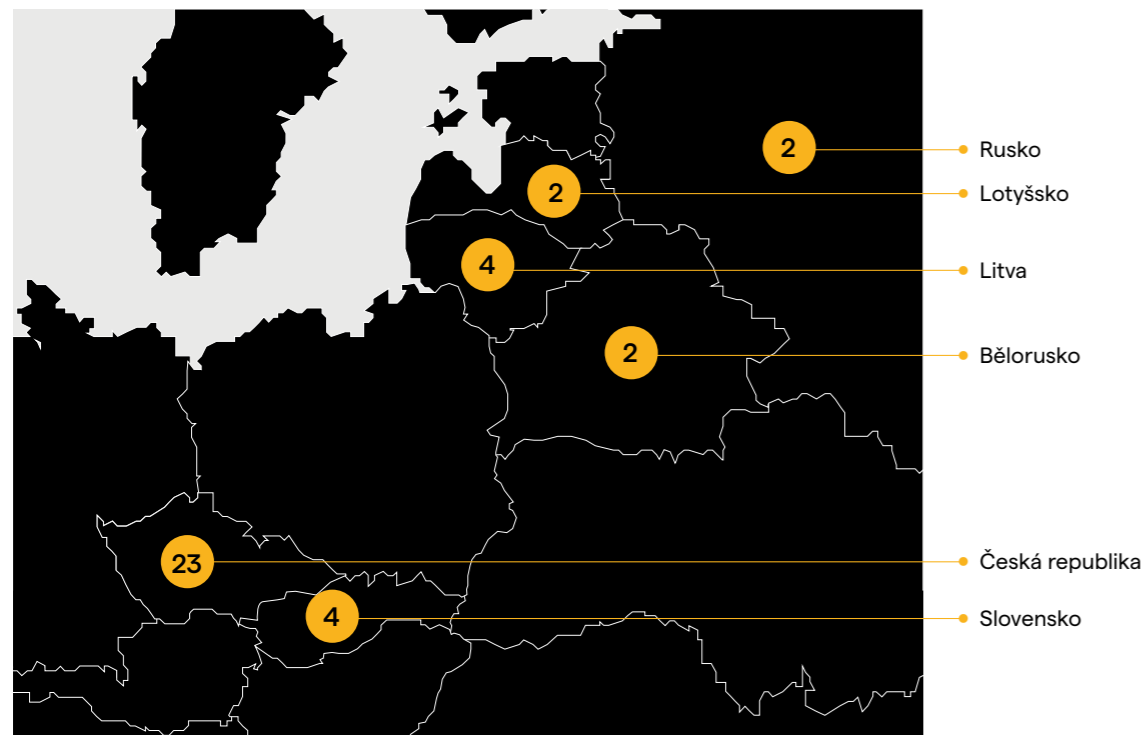 2
Rusko
2
Lotyšsko
4
Litva
2
Bělorusko
23
Česká republika
4
Slovensko